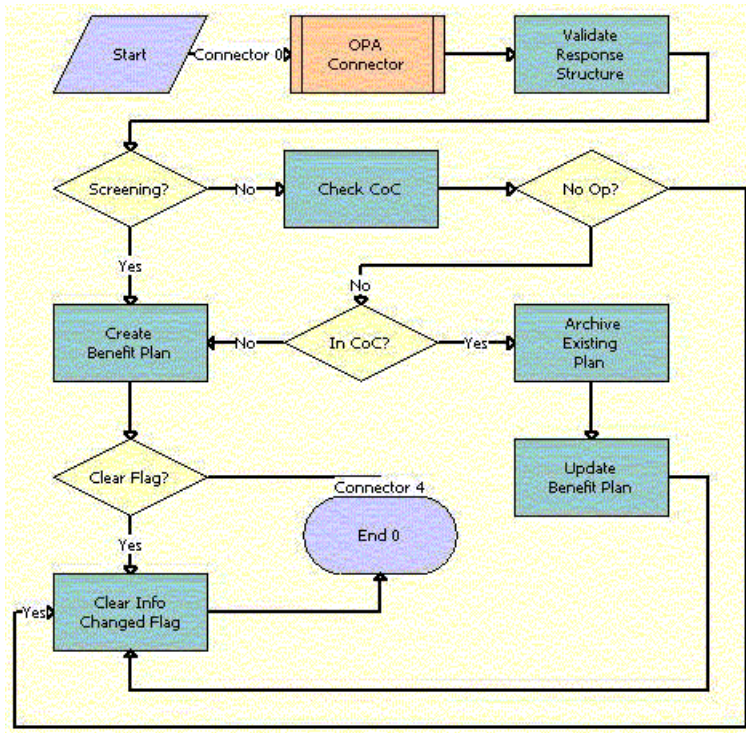 Start
Connector 0
OPA
Connector
Validate
Response
Structure
Screening?
No
Check CoC
No Op?
Yes
No
Create
Benefit Plan
No
In CoC?
Yes
Archive
Existing
Plan
Clear Flag?
Connector 4
Update
Benefit Plan
End 0
Yes
Yes
Clear Info
Changed Flag